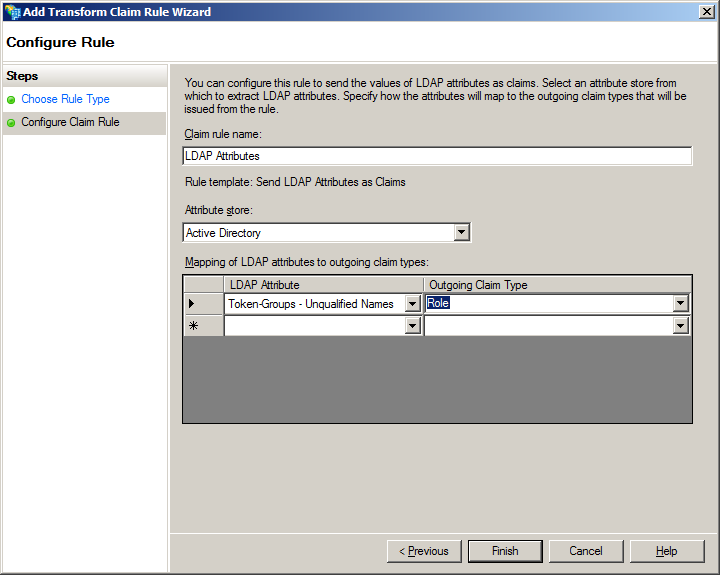 Add Transform Claim Rule Wizard
Configure Rule
Steps
Choose Rule Type
Configure Claim Rule
You can configure this rule to send the values of LDAP attributes as claims. Select an attribute store from
which to extract LDAP attributes. Specify how the attributes will map to the outgoing claim types that will be
issued from the rule.
Claim rule name:
LDAP Attributes
Rule template: Send LDAP Attributes as Claims
Attribute store:
Active Directory
Mapping of LDAP attributes to outgoing claim types:
LDAP Attribute Outgoing Claim Type
Token-Groups - Unqualified Names Role
< Previous Finish Cancel Help